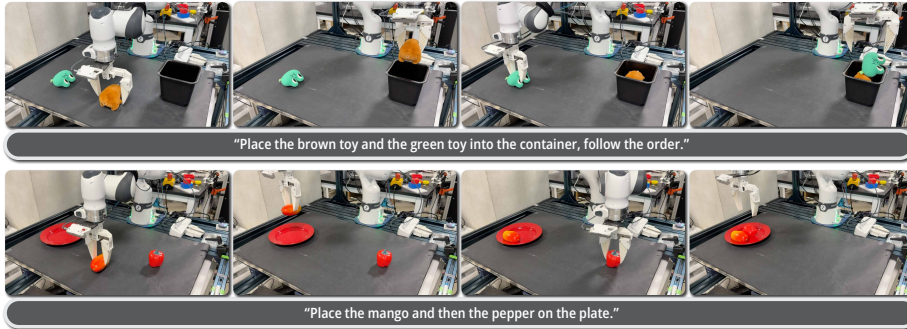 “Place the brown toy and the green toy into the container, follow the order.”
“Place the mango and then the pepper on the plate.”